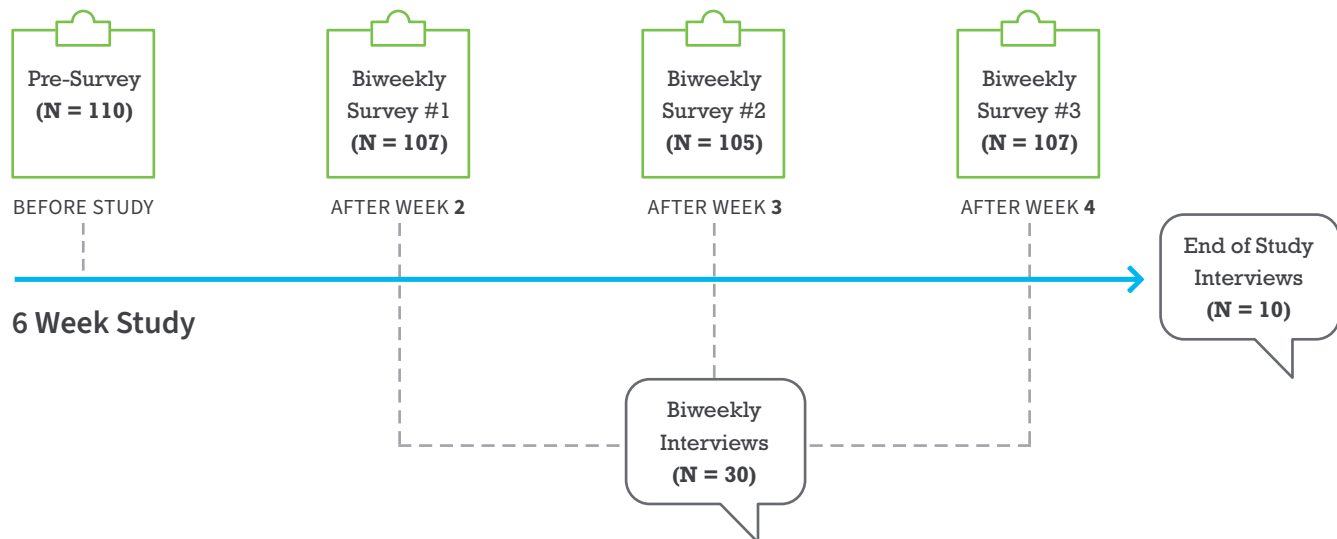 Pre-Survey
(N = 110)
Biweekly
Survey #1
(N = 107)
Biweekly
Survey #2
(N = 105)
Biweekly
Survey #3
(N = 107)
BEFORE STUDY
AFTER WEEK 2
AFTER WEEK 3
AFTER WEEK 4
End of Study
Interviews
(N = 10)
6 Week Study
Biweekly
Interviews
(N = 30)